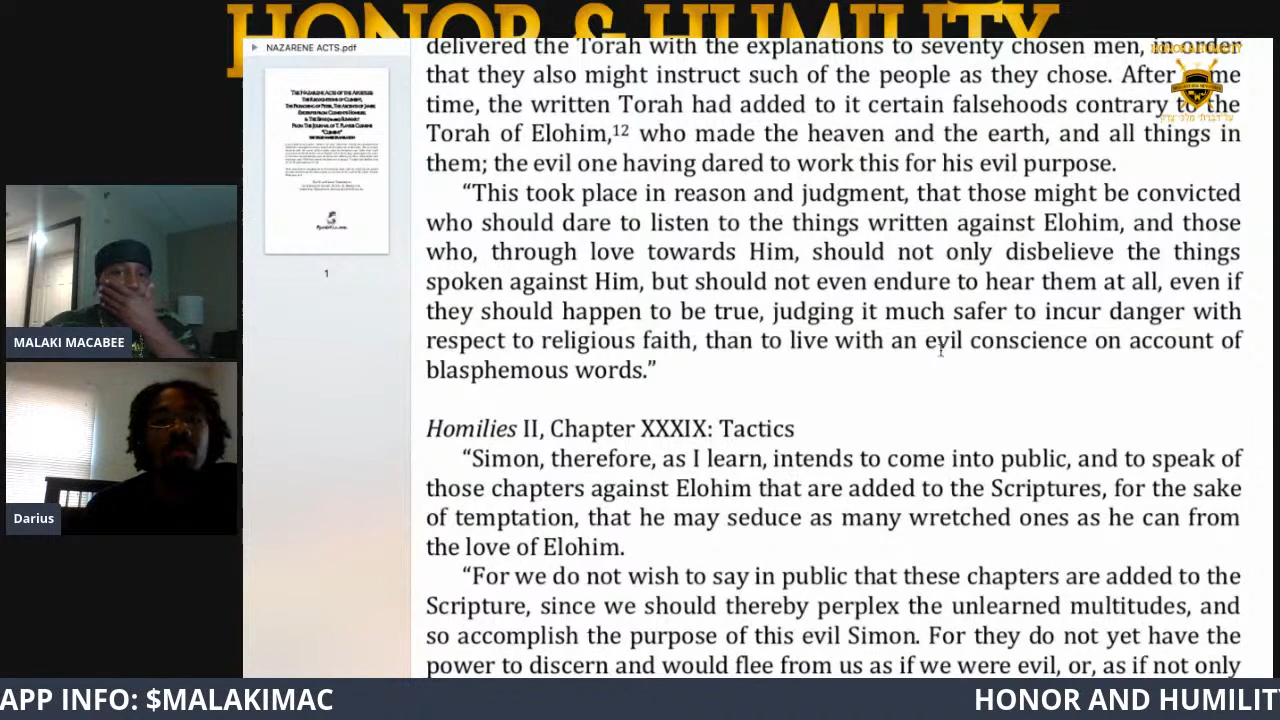 HONOR & HUMILITY
NAZARENE ACTS.pdf
1
HONOR AND HUMILITY
delivered the Torah with the explanations to seventy chosen men, in order
that they also might instruct such of the people as they chose. After some
time, the written Torah had added to it certain falsehoods contrary to the
Torah of Elohim,12 who made the heaven and the earth, and all things in
them; the evil one having dared to work this for his evil purpose.
“This took place in reason and judgment, that those might be convicted
who should dare to listen to the things written against Elohim, and those
who, through love towards Him, should not only disbelieve the things
spoken against Him, but should not even endure to hear them at all, even if
they should happen to be true, judging it much safer to incur danger with
respect to religious faith, than to live with an evil conscience on account of
blasphemous words.”
Homilies II, Chapter XXXIX: Tactics
“Simon, therefore, as I learn, intends to come into public, and to speak of
those chapters against Elohim that are added to the Scriptures, for the sake
of temptation, that he may seduce as many wretched ones as he can from
the love of Elohim.
“For we do not wish to say in public that these chapters are added to the
Scripture, since we should thereby perplex the unlearned multitudes, and
so accomplish the purpose of this evil Simon. For they do not yet have the
power to discern and would flee from us as if we were evil, or, as if not only
MALAKI MACABEE
Darius
APP INFO: $MALAKIMAC
HONOR AND HUMILIT